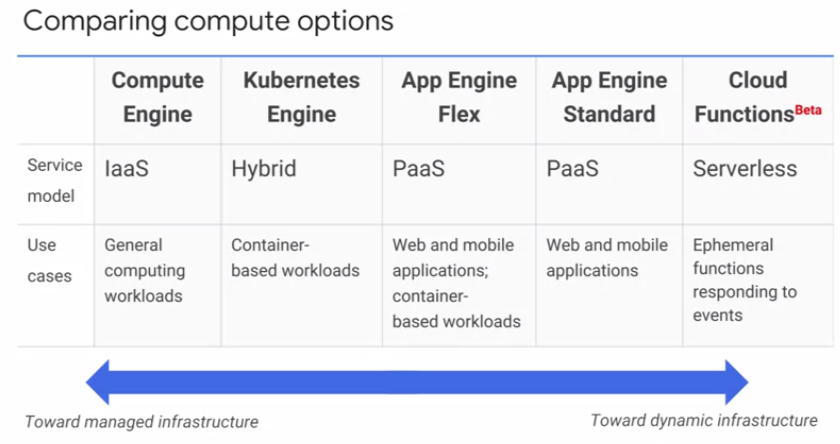 Comparing compute options
Compute Engine
Kubernetes Engine
App Engine Flex
App Engine Standard
Cloud FunctionsBeta
Service model
IaaS
Hybrid
PaaS
PaaS
Serverless
Use cases
General computing workloads
Container-based workloads
Web and mobile applications; container-based workloads
Web and mobile applications
Ephemeral functions responding to events
Toward managed infrastructure
Toward dynamic infrastructure